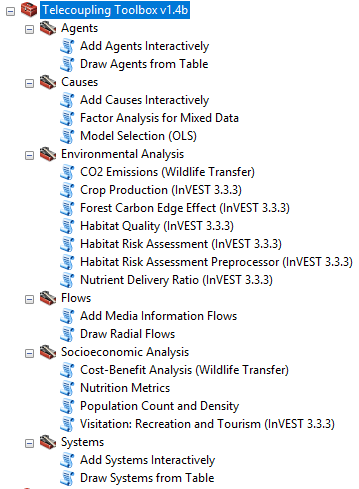 Telecoupling Toolbox v1.4b
Agents
Add Agents Interactively
Draw Agents from Table
Causes
Add Causes Interactively
Factor Analysis for Mixed Data
Model Selection (OLS)
Environmental Analysis
CO2 Emissions (Wildlife Transfer)
Crop Production (InVEST 3.3.3)
Forest Carbon Edge Effect (InVEST 3.3.3)
Habitat Quality (InVEST 3.3.3)
Habitat Risk Assessment (InVEST 3.3.3)
Habitat Risk Assessment Preprocessor (InVEST 3.3.3)
Nutrient Delivery Ratio (InVEST 3.3.3)
Flows
Add Media Information Flows
Draw Radial Flows
Socioeconomic Analysis
Cost-Benefit Analysis (Wildlife Transfer)
Nutrition Metrics
Population Count and Density
Visitation: Recreation and Tourism (InVEST 3.3.3)
Systems
Add Systems Interactively
Draw Systems from Table